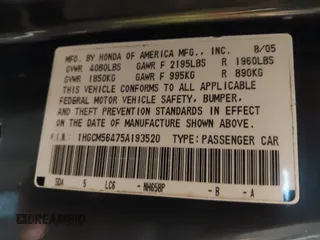 MFD. BY HONDA OF AMERICA MFG., INC. 8/05
GVWR 4080LBS GAWR F 2195LBS R 1960LBS
GVWR 1850KG GAWR F 995KG R 890KG
THIS VEHICLE CONFORMS TO ALL APPLICABLE
FEDERAL MOTOR VEHICLE SAFETY, BUMPER,
AND THEFT PREVENTION STANDARDS IN EFFECT
ON THE DATE OF MANUFACTURE SHOWN ABOVE.
V.I.N. 1HGCM56475A193520 TYPE: PASSENGER CAR
SDA 5 LC6 NH658P - B - A
DREAMBID